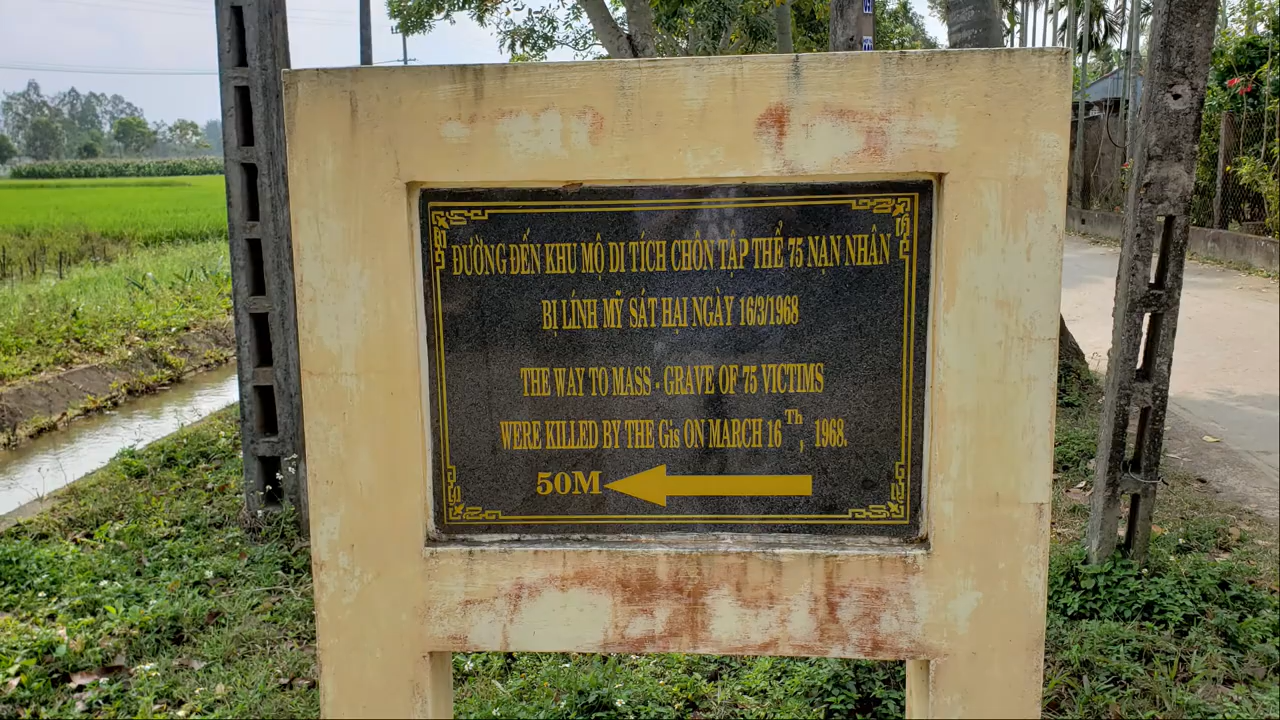 ĐƯỜNG ĐẾN KHU MỘ DI TÍCH CHÔN TẬP THỂ 75 NẠN NHÂN
BỊ LÍNH MỸ SÁT HẠI NGÀY 16/3/1968
THE WAY TO MASS - GRAVE OF 75 VICTIMS
WERE KILLED BY THE Gis ON MARCH 16 Th, 1968.
50M